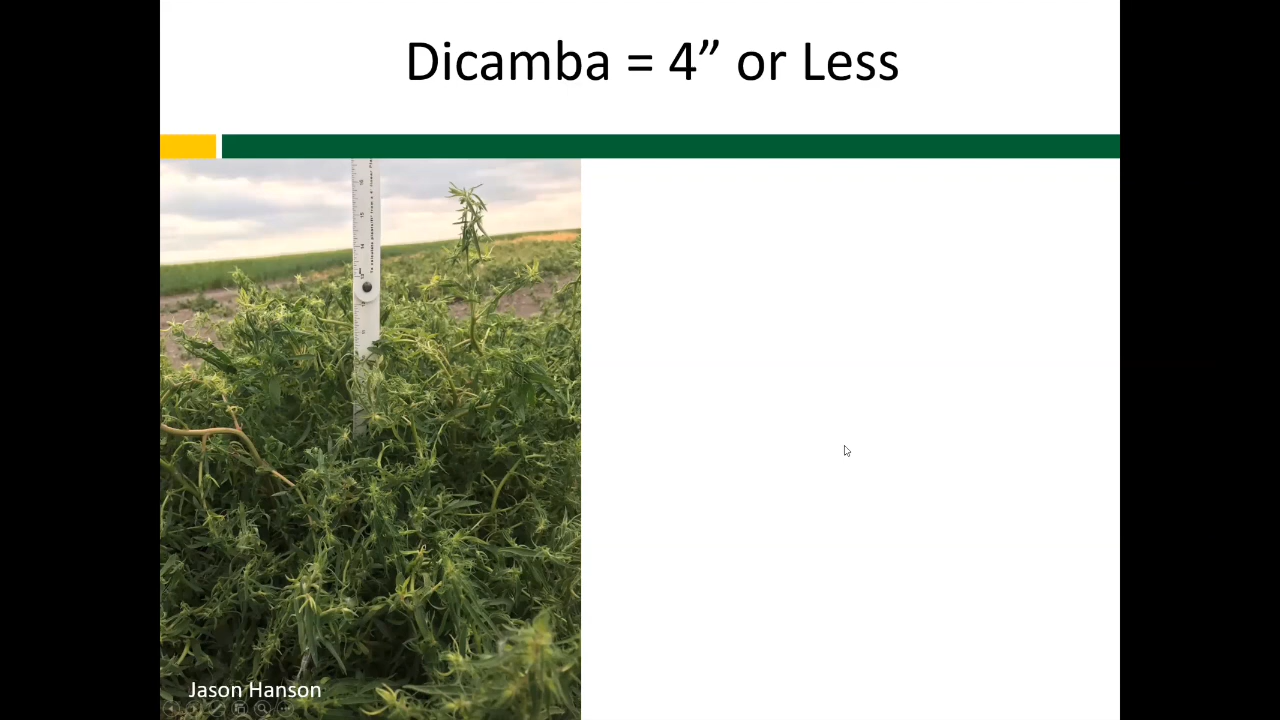 Dicamba = 4” or Less
Jason Hanson